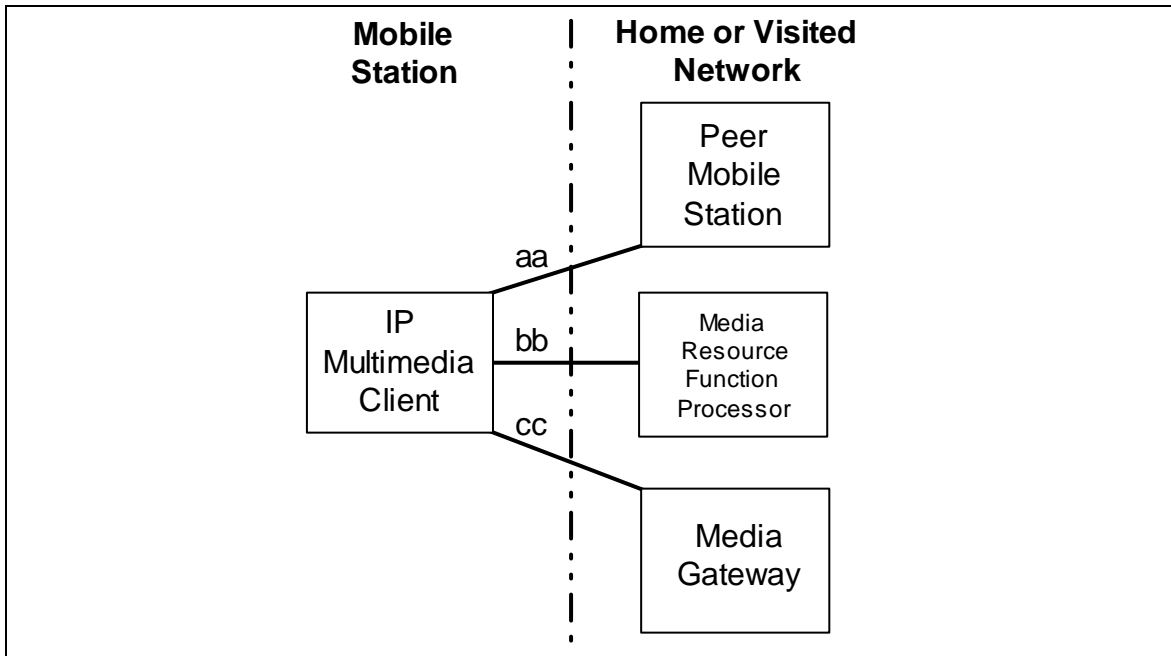 Mobile
Station
Home or Visited
Network
Peer
Mobile
Station
aa
IP
Multimedia
Client
bb
Media
Resource
Function
Processor
cc
Media
Gateway